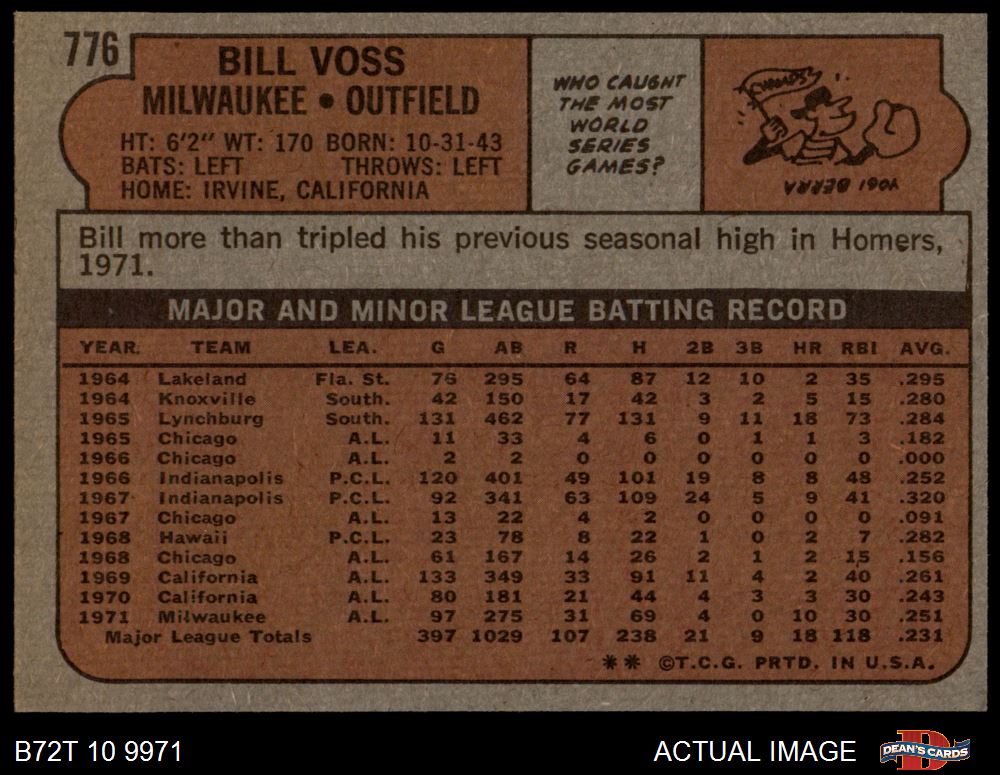 776
BILL VOSS
MILWAUKEE • OUTFIELD
HT: 6'2" WT: 170 BORN: 10-31-43
BATS: LEFT THROWS: LEFT
HOME: IRVINE, CALIFORNIA
WHO CAUGHT
THE MOST
WORLD
SERIES
GAMES?
YOGI BERRA
Bill more than tripled his previous seasonal high in Homers,
1971.
MAJOR AND MINOR LEAGUE BATTING RECORD
YEAR. TEAM LEA. G AB R H 2B 3B HR RBI AVG.
1964 Lakeland Fla. St. 76 295 64 87 12 10 2 35 .295
1964 Knoxville South. 42 150 17 42 3 2 5 15 .280
1965 Lynchburg South. 131 462 77 131 9 11 18 73 .284
1965 Chicago A.L. 11 33 4 6 0 1 1 3 .182
1966 Chicago A.L. 2 2 0 0 0 0 0 0 .000
1966 Indianapolis P.C.L. 120 401 49 101 19 8 8 48 .252
1967 Indianapolis P.C.L. 92 341 63 109 24 5 9 41 .320
1967 Chicago A.L. 13 22 4 2 0 0 0 0 .091
1968 Hawaii P.C.L. 23 78 8 22 1 0 2 7 .282
1968 Chicago A.L. 61 167 14 26 2 1 2 15 .156
1969 California A.L. 133 349 33 91 11 4 2 40 .261
1970 California A.L. 80 181 21 44 4 3 3 30 .243
1971 Milwaukee A.L. 97 275 31 69 4 0 10 30 .251
Major League Totals 397 1029 107 238 21 9 18 118 .231
** ©T.C.G. PRTD. IN U.S.A.
B72T 10 9971
ACTUAL IMAGE
D
DEAN'S CARDS